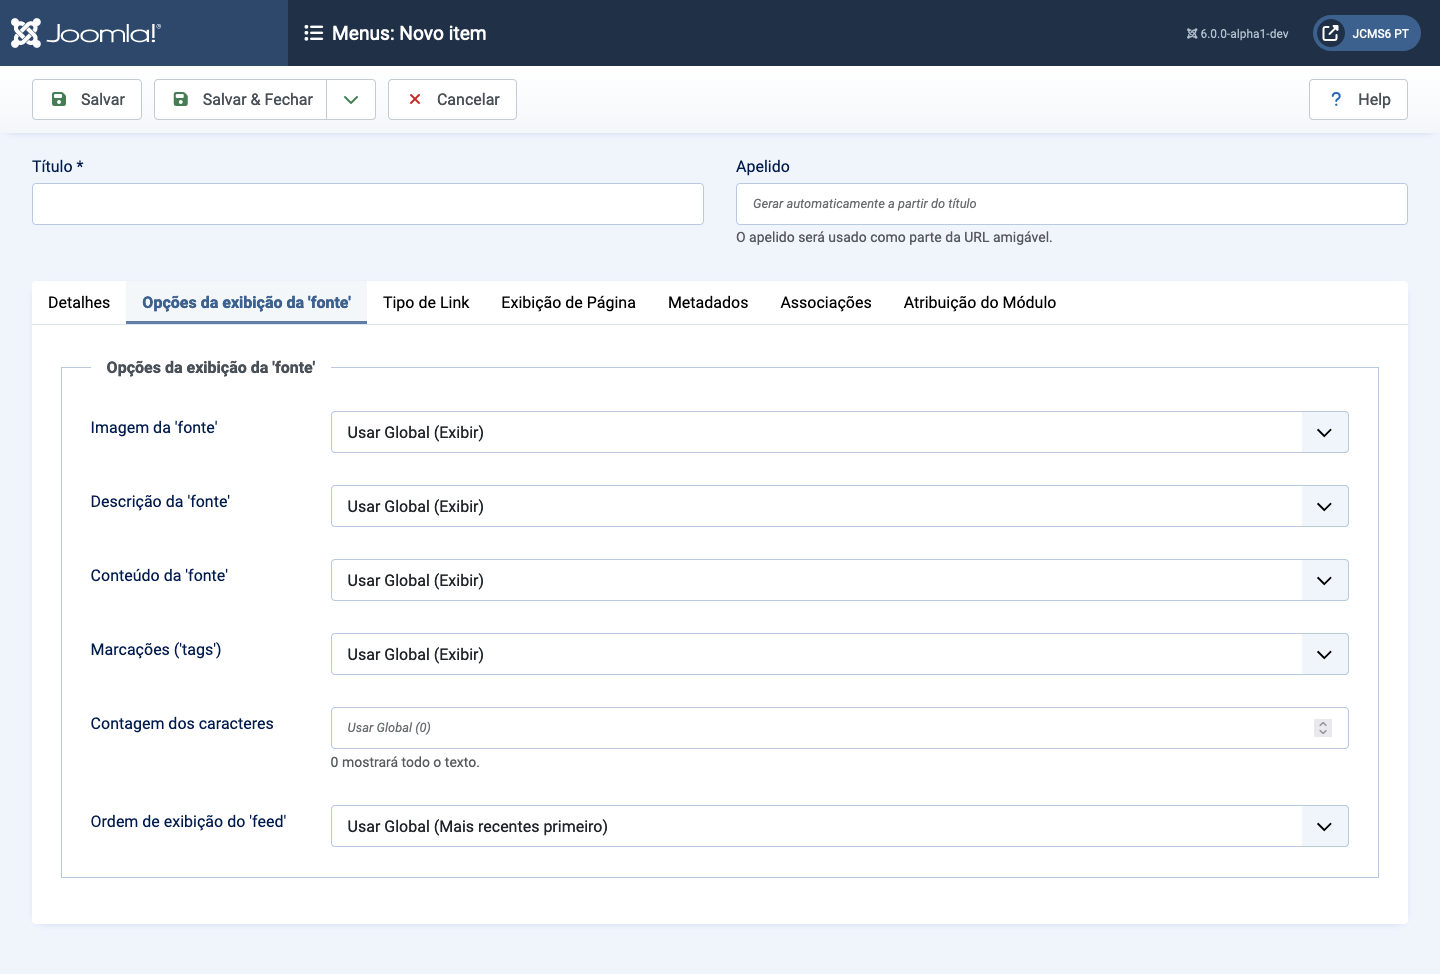 Joomla!®
Menus: Novo item
6.0.0-alpha1-dev
JCMS6 PT
Salvar
Salvar & Fechar
Cancelar
? Help
Título *
Apelido
Gerar automaticamente a partir do título
O apelido será usado como parte da URL amigável.
Detalhes
Opções da exibição da 'fonte'
Tipo de Link
Exibição de Página
Metadados
Associações
Atribuição do Módulo
Opções da exibição da 'fonte'
Imagem da 'fonte'
Usar Global (Exibir)
Descrição da 'fonte'
Usar Global (Exibir)
Conteúdo da 'fonte'
Usar Global (Exibir)
Marcações ('tags')
Usar Global (Exibir)
Contagem dos caracteres
Usar Global (0)
0 mostrará todo o texto.
Ordem de exibição do 'feed'
Usar Global (Mais recentes primeiro)